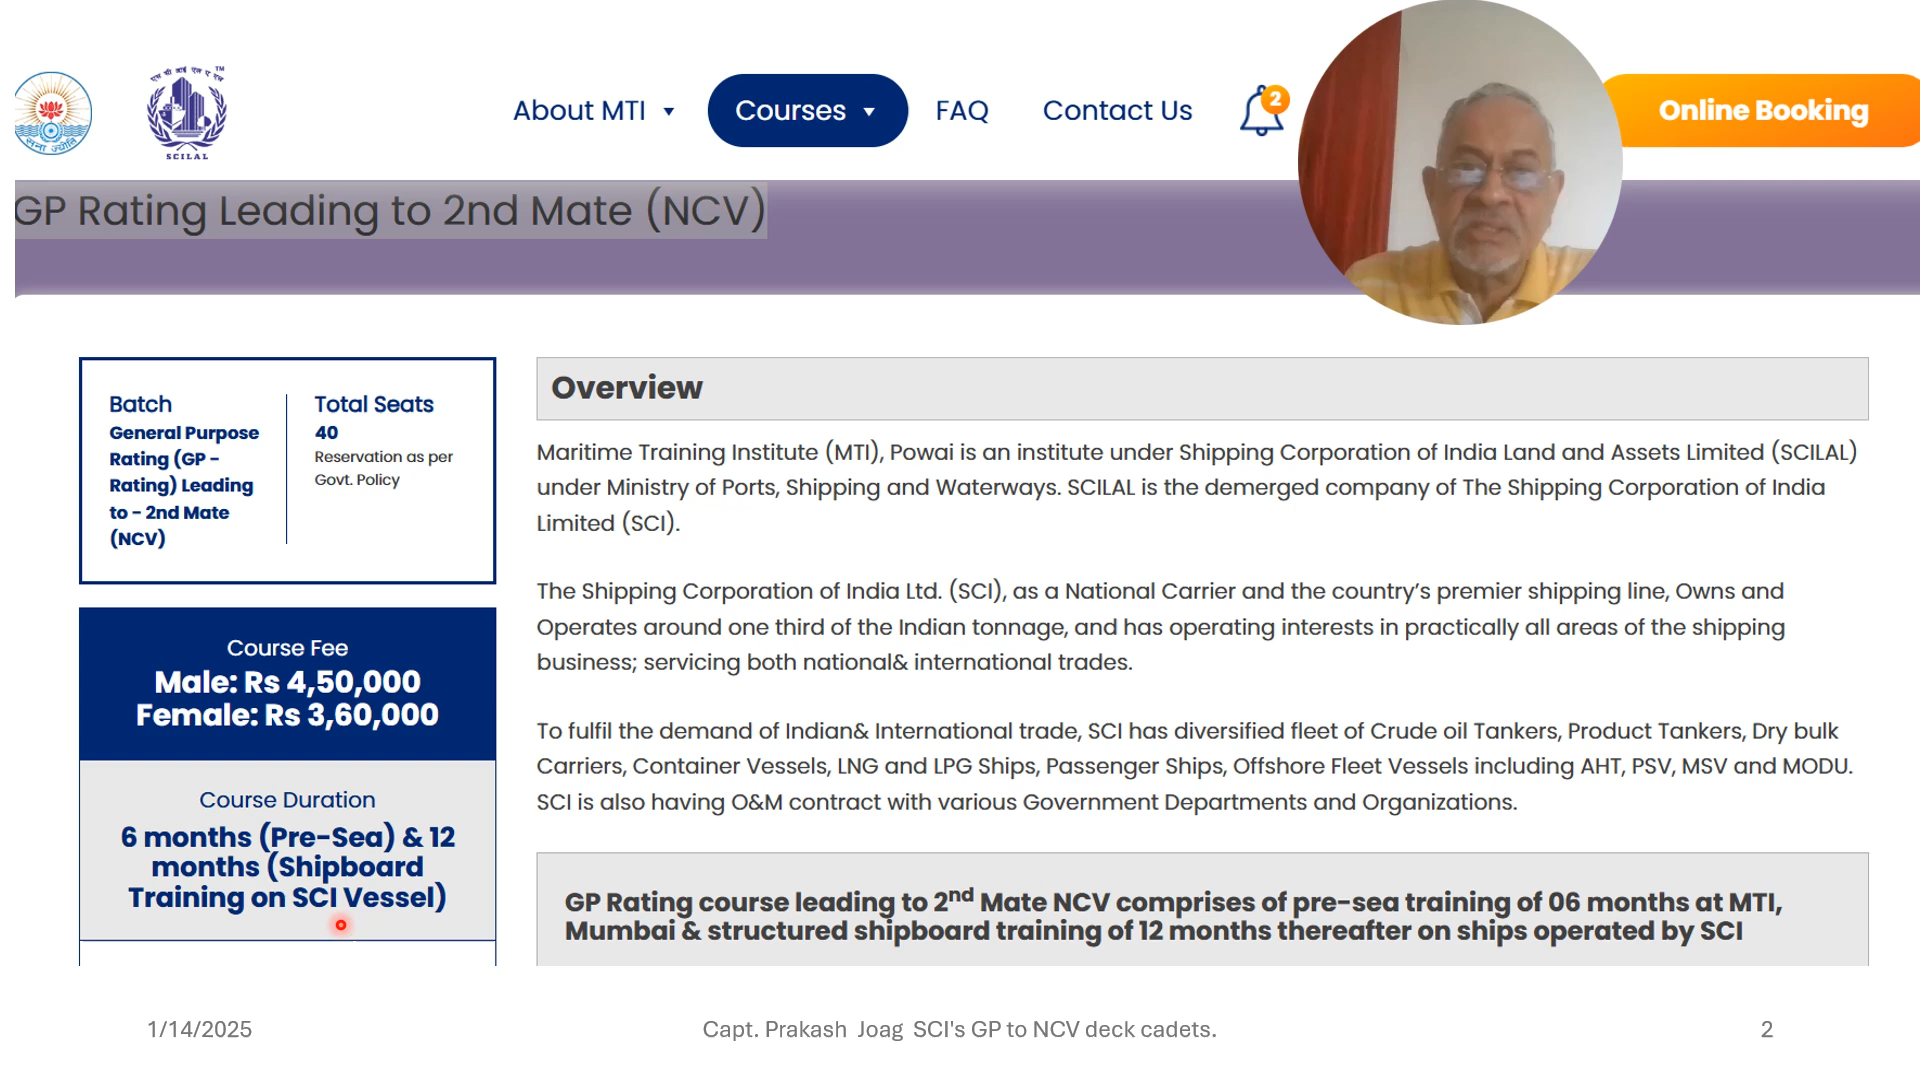 एस सी आई एल ए एल
TM
SCILAL
About MTI
Courses
FAQ
Contact Us
2
Online Booking
GP Rating Leading to 2nd Mate (NCV)
Batch
General Purpose
Rating (GP -
Rating) Leading
to - 2nd Mate
(NCV)
Total Seats
40
Reservation as per
Govt. Policy
Course Fee
Male: Rs 4,50,000
Female: Rs 3,60,000
Course Duration
6 months (Pre-Sea) & 12
months (Shipboard
Training on SCI Vessel)
Overview
Maritime Training Institute (MTI), Powai is an institute under Shipping Corporation of India Land and Assets Limited (SCILAL)
under Ministry of Ports, Shipping and Waterways. SCILAL is the demerged company of The Shipping Corporation of India
Limited (SCI).
The Shipping Corporation of India Ltd. (SCI), as a National Carrier and the country’s premier shipping line, Owns and
Operates around one third of the Indian tonnage, and has operating interests in practically all areas of the shipping
business; servicing both national& international trades.
To fulfil the demand of Indian& International trade, SCI has diversified fleet of Crude oil Tankers, Product Tankers, Dry bulk
Carriers, Container Vessels, LNG and LPG Ships, Passenger Ships, Offshore Fleet Vessels including AHT, PSV, MSV and MODU.
SCI is also having O&M contract with various Government Departments and Organizations.
GP Rating course leading to 2nd Mate NCV comprises of pre-sea training of 06 months at MTI,
Mumbai & structured shipboard training of 12 months thereafter on ships operated by SCI
1/14/2025
Capt. Prakash Joag SCI's GP to NCV deck cadets.
2